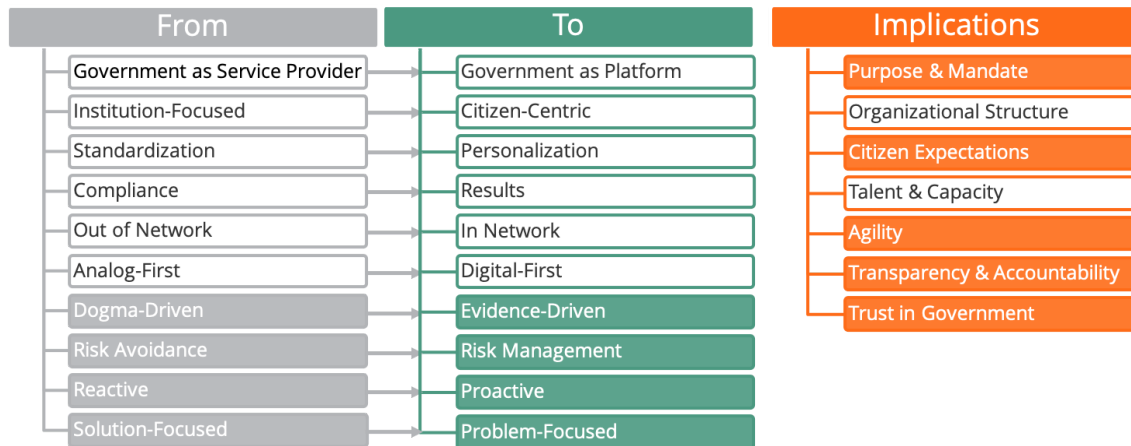 From
Government as Service Provider
Institution-Focused
Standardization
Compliance
Out of Network
Analog-First
Dogma-Driven
Risk Avoidance
Reactive
Solution-Focused
To
Government as Platform
Citizen-Centric
Personalization
Results
In Network
Digital-First
Evidence-Driven
Risk Management
Proactive
Problem-Focused
Implications
Purpose & Mandate
Organizational Structure
Citizen Expectations
Talent & Capacity
Agility
Transparency & Accountability
Trust in Government